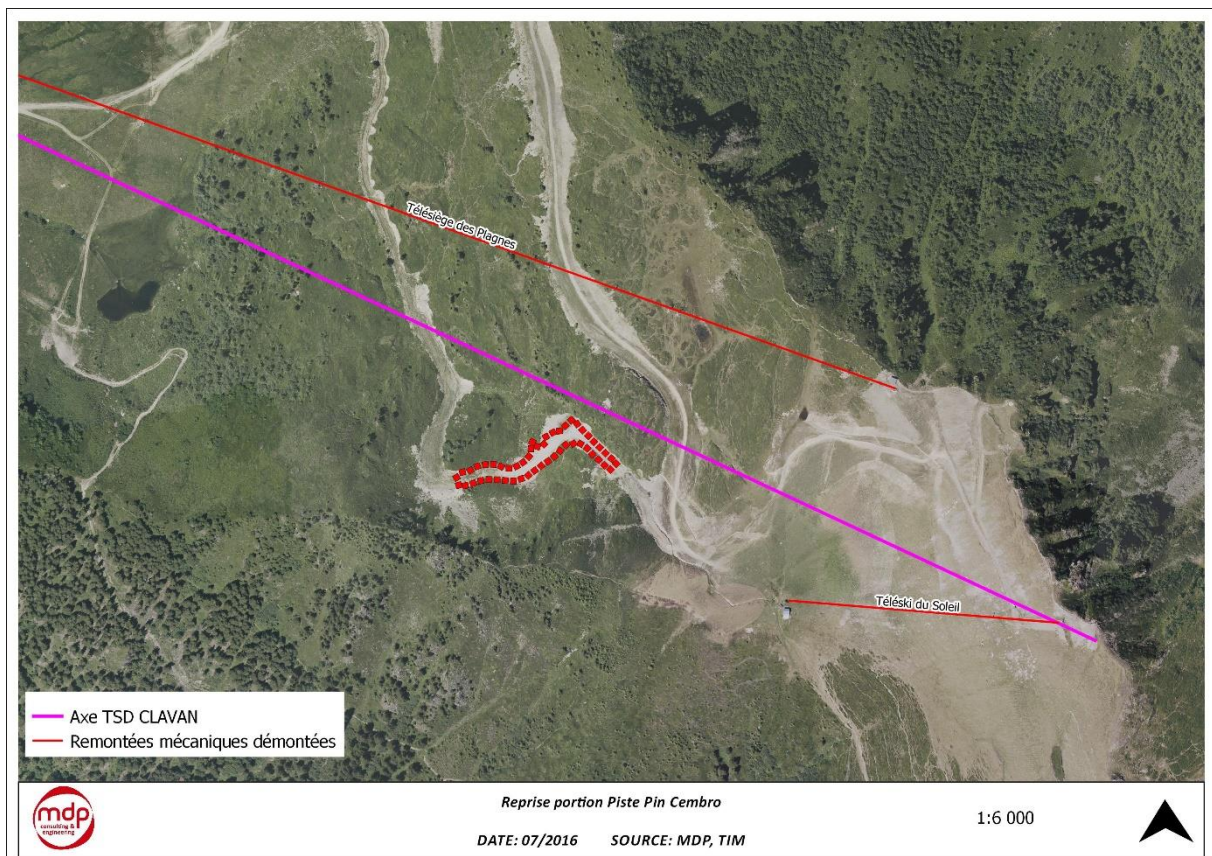 Télésiège des Plagnes
Téléski du Soleil
Axe TSD CLAVAN
Remontées mécaniques démontées
mdp
consulting &
engineering
Reprise portion Piste Pin Cembro
DATE: 07/2016 SOURCE: MDP, TIM
1:6 000